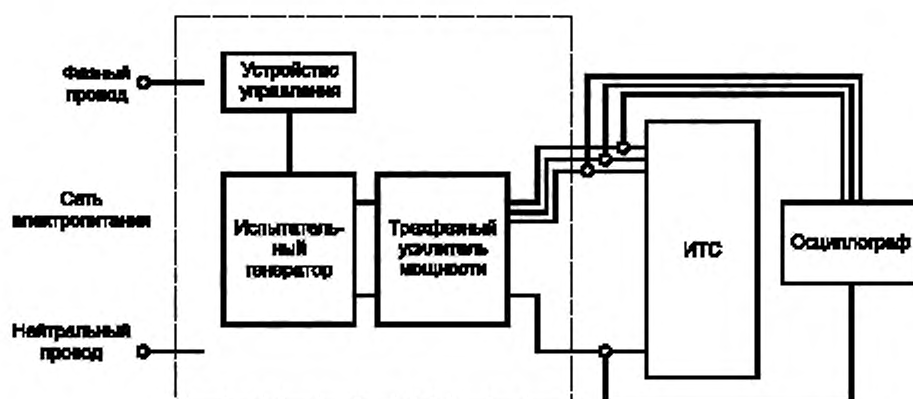 Фазный
провод
Устройство
управления
Сеть
электропитания
Испытатель-
ный
генератор
Трехфазный
усилитель
мощности
ИТС
Осциллограф
Нейтральный
провод